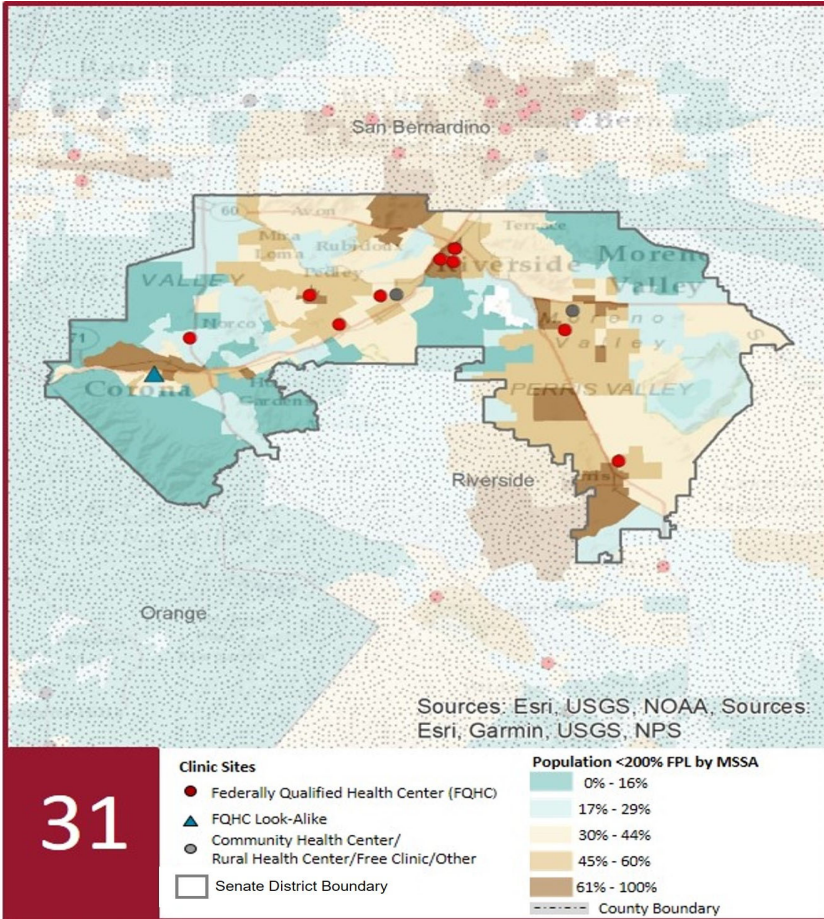 San Bernardino
60
Avon
Mira
Loma
Rubidou
Pedley
Riverside
Terrace
Moreno
Valley
VALLEY
Norco
71
Corona
Gardens
Moreno
Valley
PERRIS VALLEY
Riverside
Orange
Sources: Esri, USGS, NOAA, Sources:
Esri, Garmin, USGS, NPS
31
Clinic Sites
Federally Qualified Health Center (FQHC)
FQHC Look-Alike
Community Health Center/
Rural Health Center/Free Clinic/Other
Senate District Boundary
Population <200% FPL by MSSA
0% - 16%
17% - 29%
30% - 44%
45% - 60%
61% - 100%
County Boundary